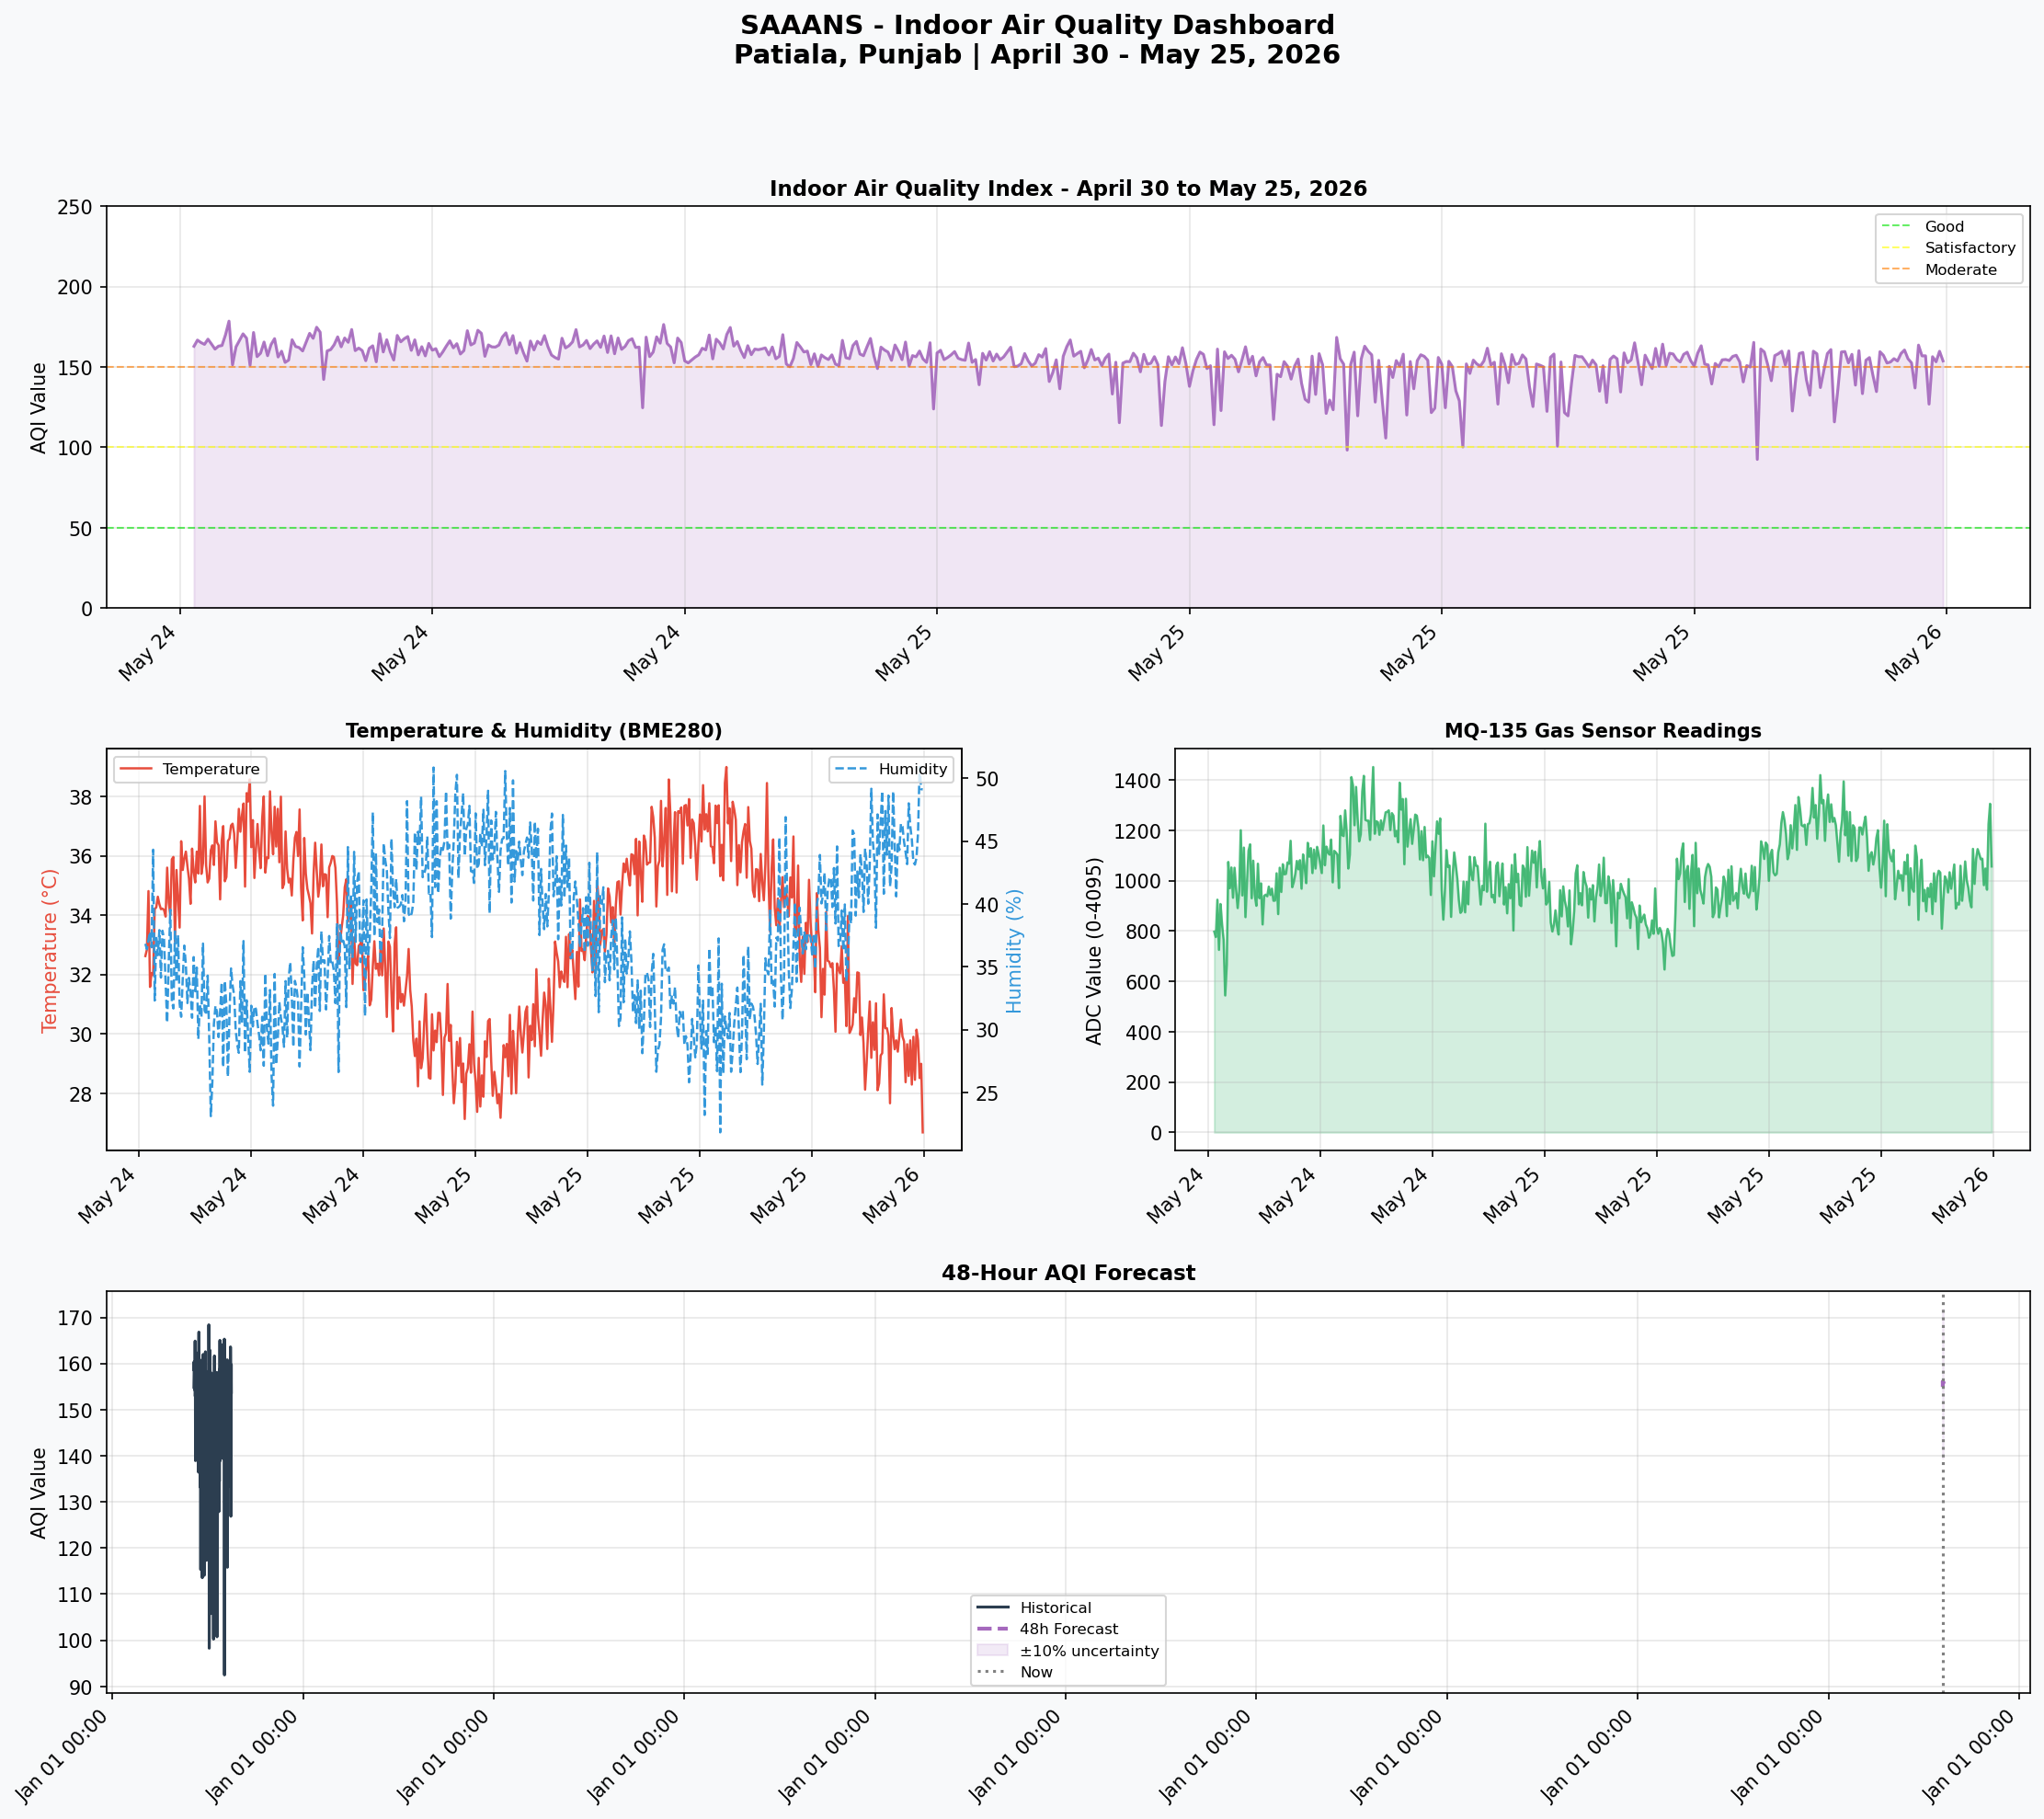 SAAANS - Indoor Air Quality Dashboard
Patiala, Punjab | April 30 - May 25, 2026
Indoor Air Quality Index - April 30 to May 25, 2026
AQI Value
250
200
150
100
50
0
Good
Satisfactory
Moderate
May 24
May 24
May 24
May 25
May 25
May 25
May 25
May 26
Temperature & Humidity (BME280)
Temperature (°C)
38
36
34
32
30
28
Temperature
Humidity
50
45
40
35
30
25
Humidity (%)
May 24
May 24
May 24
May 25
May 25
May 25
May 25
May 26
MQ-135 Gas Sensor Readings
ADC Value (0-4095)
1400
1200
1000
800
600
400
200
0
May 24
May 24
May 24
May 25
May 25
May 25
May 25
May 26
48-Hour AQI Forecast
AQI Value
170
160
150
140
130
120
110
100
90
Historical
48h Forecast
±10% uncertainty
Now
Jan 01 00:00
Jan 01 00:00
Jan 01 00:00
Jan 01 00:00
Jan 01 00:00
Jan 01 00:00
Jan 01 00:00
Jan 01 00:00
Jan 01 00:00
Jan 01 00:00
Jan 01 00:00